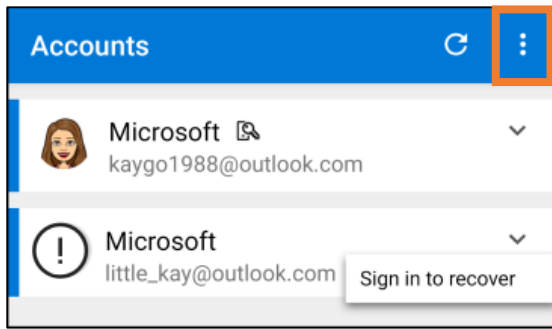 Accounts
Microsoft
kaygo1988@outlook.com
Microsoft
little_kay@outlook.com
Sign in to recover